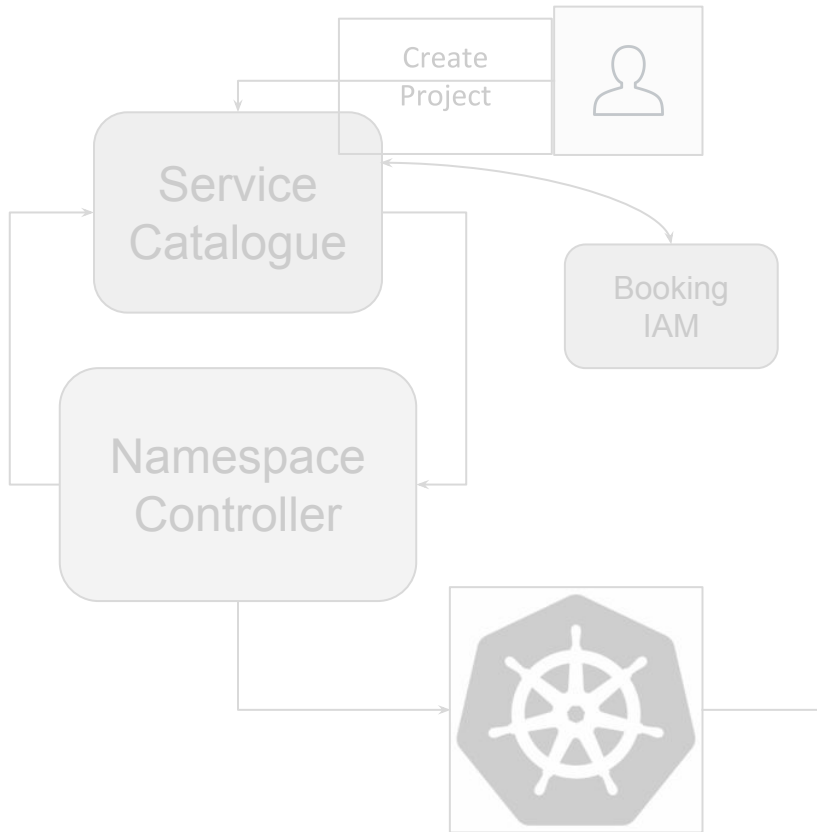 Create
Project
Service
Catalogue
Booking
IAM
Namespace
Controller